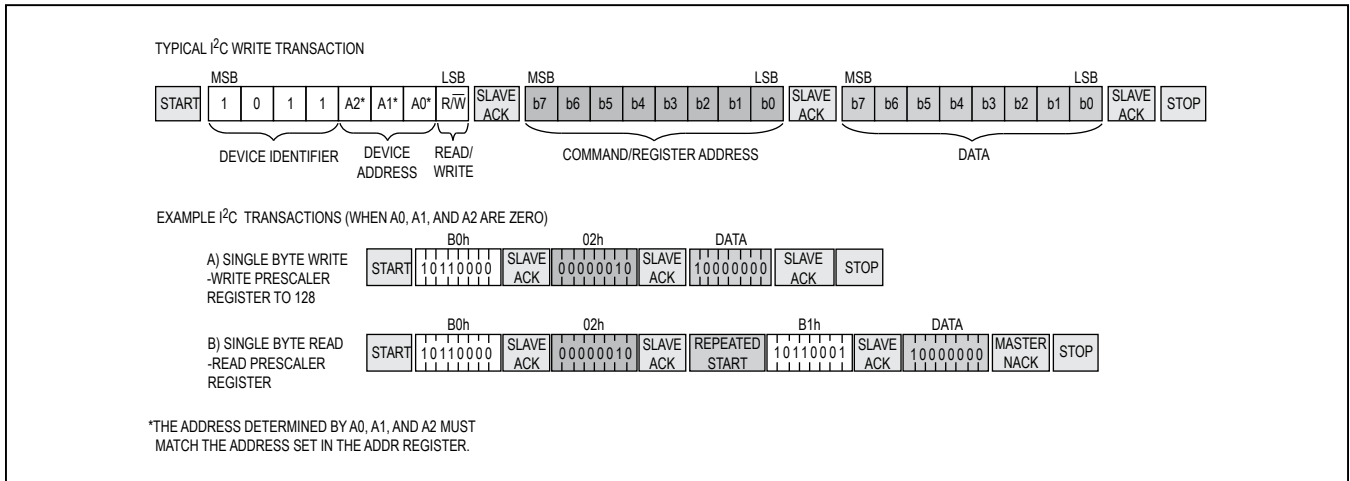 TYPICAL I2C WRITE TRANSACTION
MSB LSB MSB LSB MSB LSB
START 1 0 1 1 A2* A1* A0* R/W̅ SLAVE ACK b7 b6 b5 b4 b3 b2 b1 b0 SLAVE ACK b7 b6 b5 b4 b3 b2 b1 b0 SLAVE ACK STOP
DEVICE IDENTIFIER DEVICE ADDRESS READ/WRITE COMMAND/REGISTER ADDRESS DATA
EXAMPLE I2C TRANSACTIONS (WHEN A0, A1, AND A2 ARE ZERO)
B0h 02h DATA
A) SINGLE BYTE WRITE
-WRITE PRESCALER
REGISTER TO 128
START 10110000 SLAVE ACK 00000010 SLAVE ACK 10000000 SLAVE ACK STOP
B0h 02h B1h DATA
B) SINGLE BYTE READ
-READ PRESCALER
REGISTER
START 10110000 SLAVE ACK 00000010 SLAVE ACK REPEATED START 10110001 SLAVE ACK 10000000 MASTER NACK STOP
*THE ADDRESS DETERMINED BY A0, A1, AND A2 MUST
MATCH THE ADDRESS SET IN THE ADDR REGISTER.